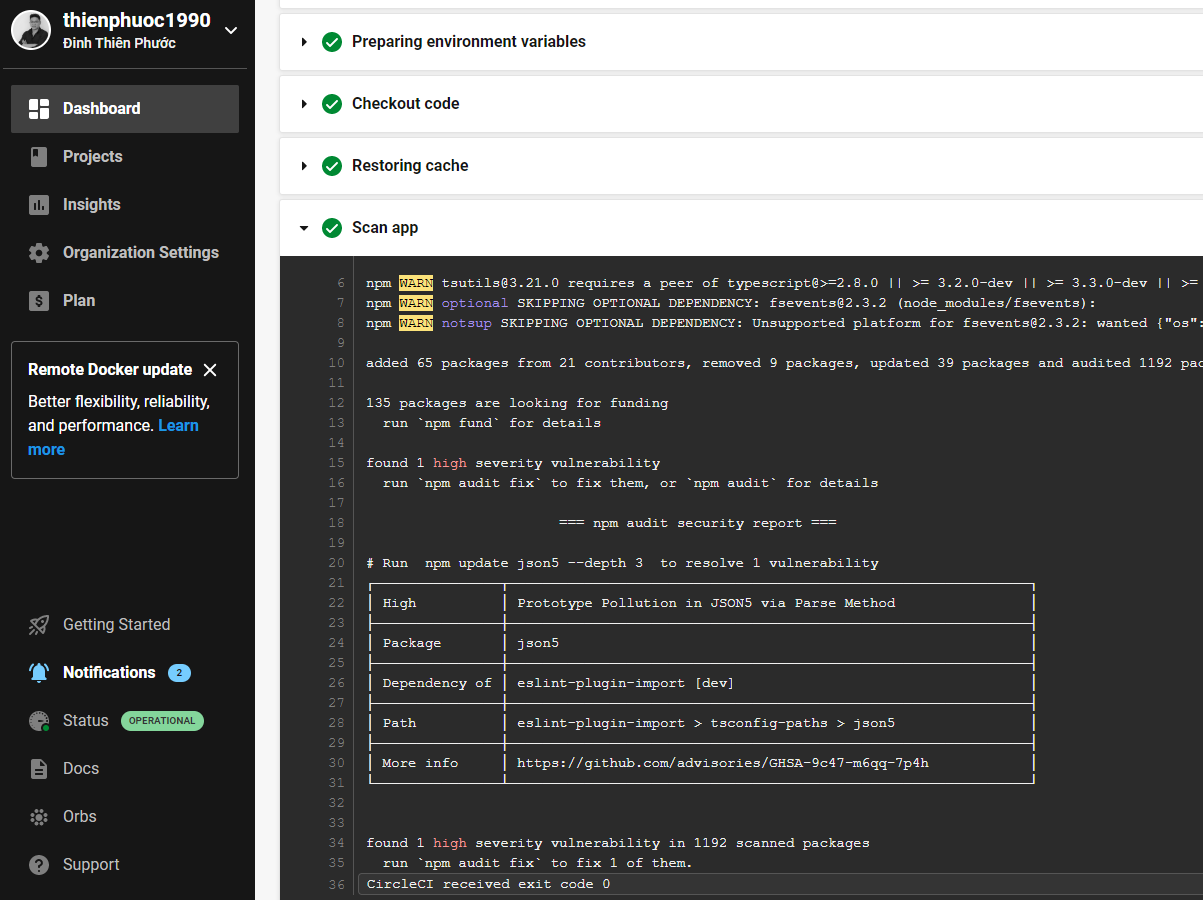 thienphuoc1990
Đinh Thiên Phước
Dashboard
Projects
Insights
Organization Settings
Plan
Remote Docker update
Better flexibility, reliability,
and performance. Learn
more
Getting Started
Notifications 2
Status OPERATIONAL
Docs
Orbs
Support
Preparing environment variables
Checkout code
Restoring cache
Scan app
6 npm WARN tsutils@3.21.0 requires a peer of typescript@>=2.8.0 || >= 3.2.0-dev || >= 3.3.0-dev || >=
7 npm WARN optional SKIPPING OPTIONAL DEPENDENCY: fsevents@2.3.2 (node_modules/fsevents):
8 npm WARN notsup SKIPPING OPTIONAL DEPENDENCY: Unsupported platform for fsevents@2.3.2: wanted {"os":
9
10 added 65 packages from 21 contributors, removed 9 packages, updated 39 packages and audited 1192 pac
11
12 135 packages are looking for funding
13 run `npm fund` for details
14
15 found 1 high severity vulnerability
16 run `npm audit fix` to fix them, or `npm audit` for details
17
18 === npm audit security report ===
19
20 # Run npm update json5 --depth 3 to resolve 1 vulnerability
21
22 High Prototype Pollution in JSON5 via Parse Method
23
24 Package json5
25
26 Dependency of eslint-plugin-import [dev]
27
28 Path eslint-plugin-import > tsconfig-paths > json5
29
30 More info https://github.com/advisories/GHSA-9c47-m6qq-7p4h
31
32
33
34 found 1 high severity vulnerability in 1192 scanned packages
35 run `npm audit fix` to fix 1 of them.
36 CircleCI received exit code 0